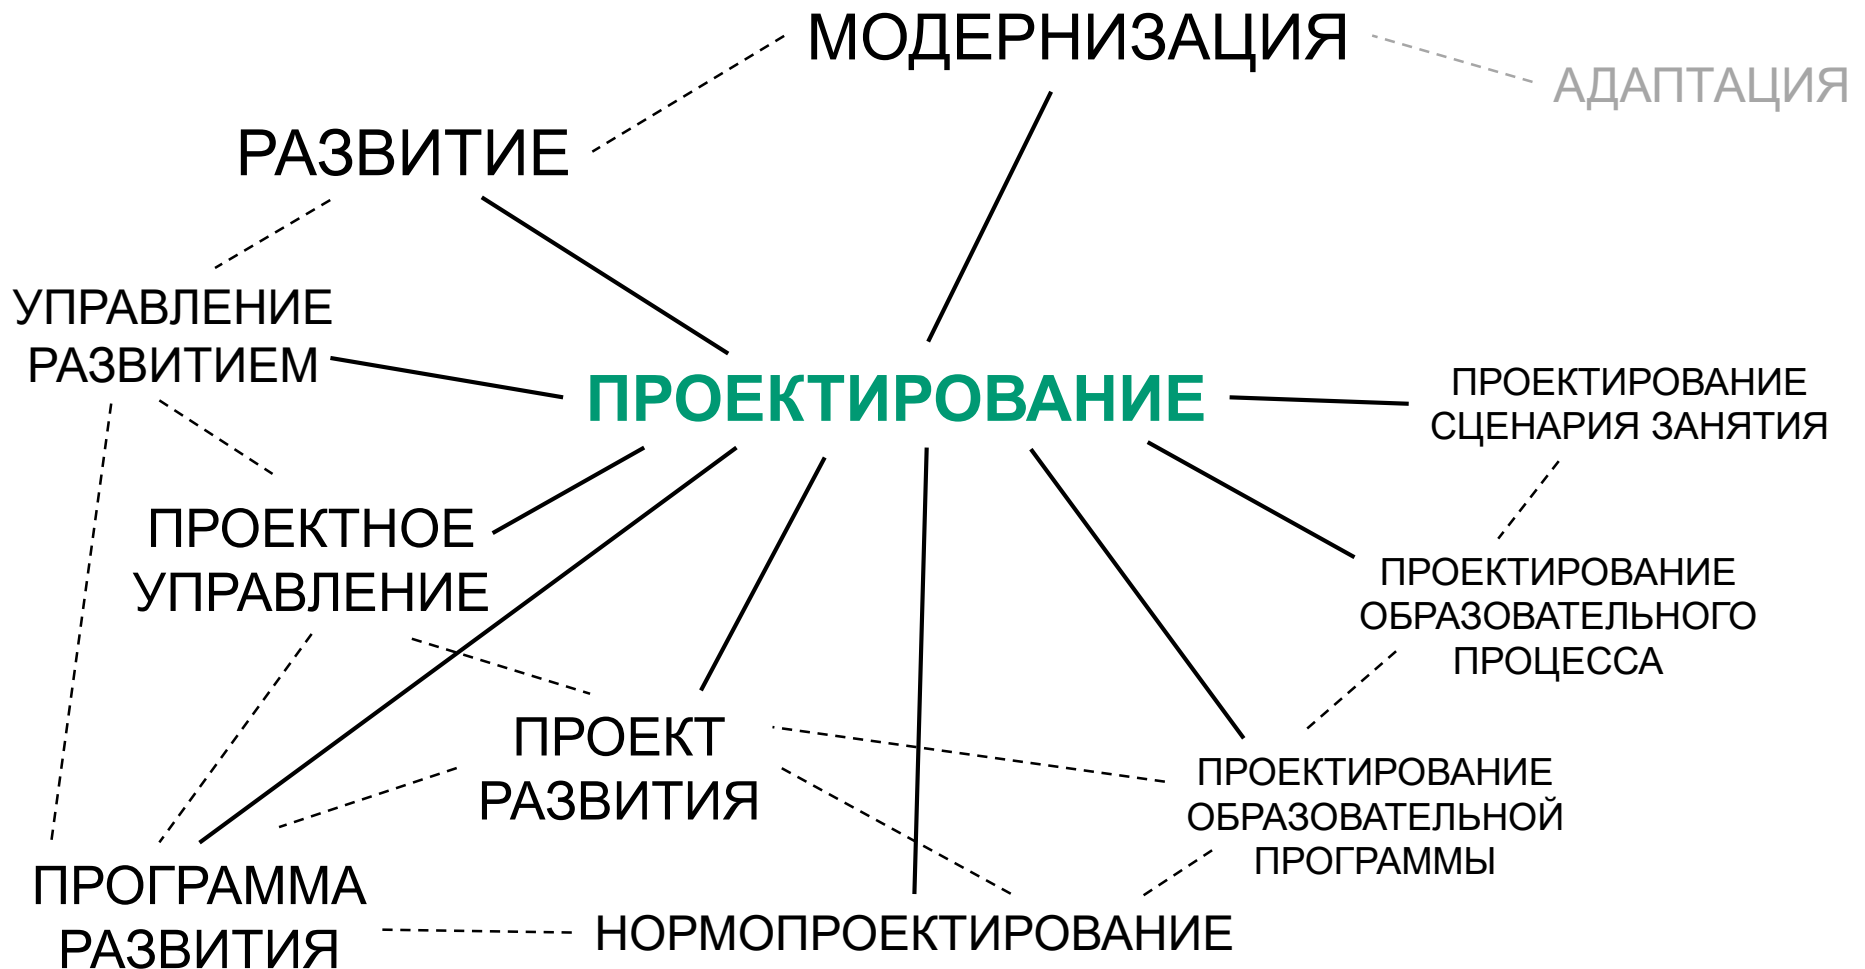 МОДЕРНИЗАЦИЯ
АДАПТАЦИЯ
РАЗВИТИЕ
УПРАВЛЕНИЕ
РАЗВИТИЕМ
ПРОЕКТИРОВАНИЕ
ПРОЕКТИРОВАНИЕ
СЦЕНАРИЯ ЗАНЯТИЯ
ПРОЕКТНОЕ
УПРАВЛЕНИЕ
ПРОЕКТИРОВАНИЕ
ОБРАЗОВАТЕЛЬНОГО
ПРОЦЕССА
ПРОЕКТ
РАЗВИТИЯ
ПРОЕКТИРОВАНИЕ
ОБРАЗОВАТЕЛЬНОЙ
ПРОГРАММЫ
ПРОГРАММА
РАЗВИТИЯ
НОРМОПРОЕКТИРОВАНИЕ